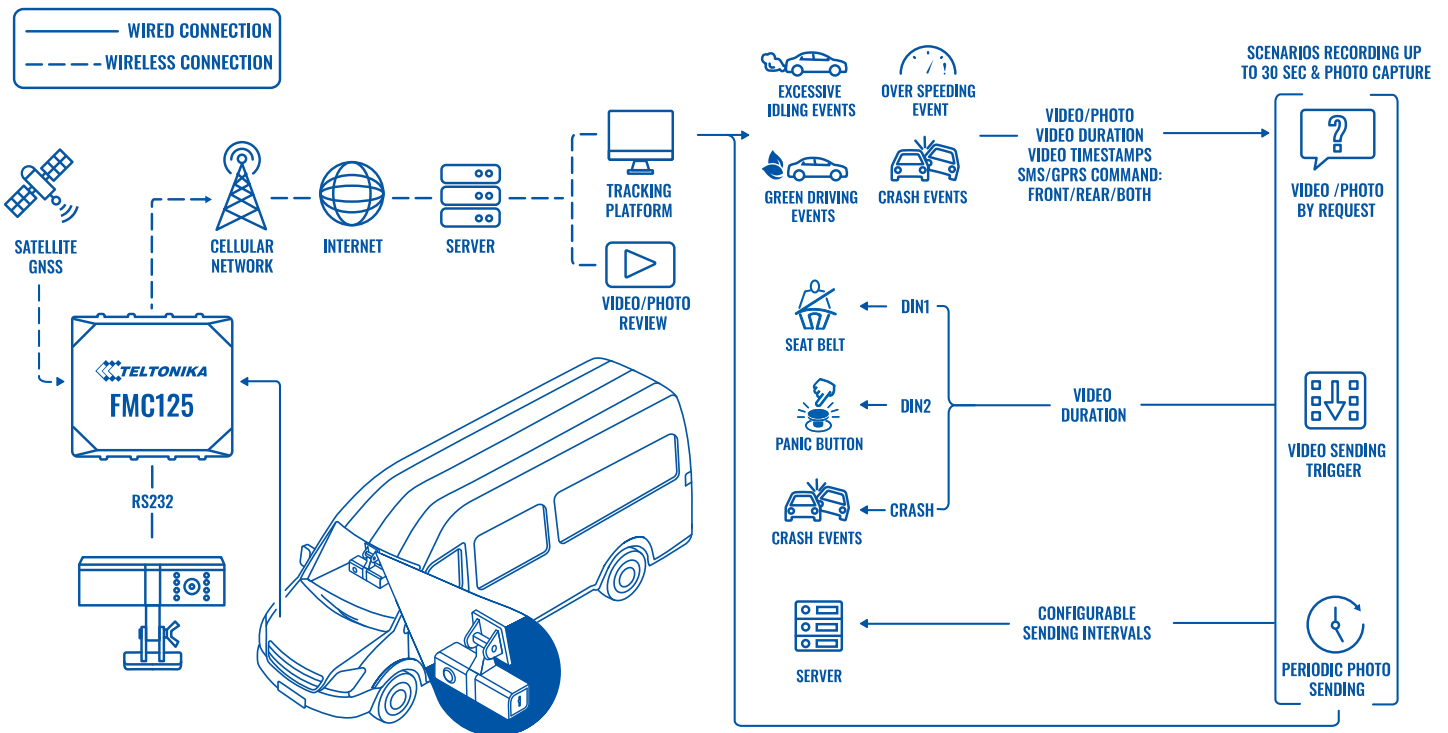 WIRED CONNECTION
WIRELESS CONNECTION
SATELLITE
GNSS
CELLULAR
NETWORK
INTERNET
SERVER
TRACKING
PLATFORM
VIDEO/PHOTO
REVIEW
TELTONIKA
FMC125
RS232
EXCESSIVE
IDLING EVENTS
OVER SPEEDING
EVENT
GREEN DRIVING
EVENTS
CRASH EVENTS
VIDEO/PHOTO
VIDEO DURATION
VIDEO TIMESTAMPS
SMS/GPRS COMMAND:
FRONT/REAR/BOTH
SCENARIOS RECORDING UP
TO 30 SEC & PHOTO CAPTURE
?
VIDEO /PHOTO
BY REQUEST
SEAT BELT
DIN1
PANIC BUTTON
DIN2
CRASH EVENTS
CRASH
VIDEO
DURATION
VIDEO SENDING
TRIGGER
SERVER
CONFIGURABLE
SENDING INTERVALS
PERIODIC PHOTO
SENDING